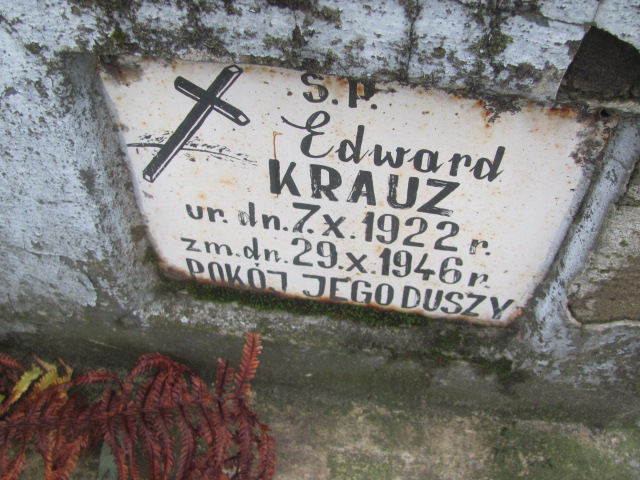 Ś.P.
Edward
KRAUZ
ur. dn. 7.X.1922 r.
zm. dn. 29.X.1946 r.
POKÓJ JEGO DUSZY